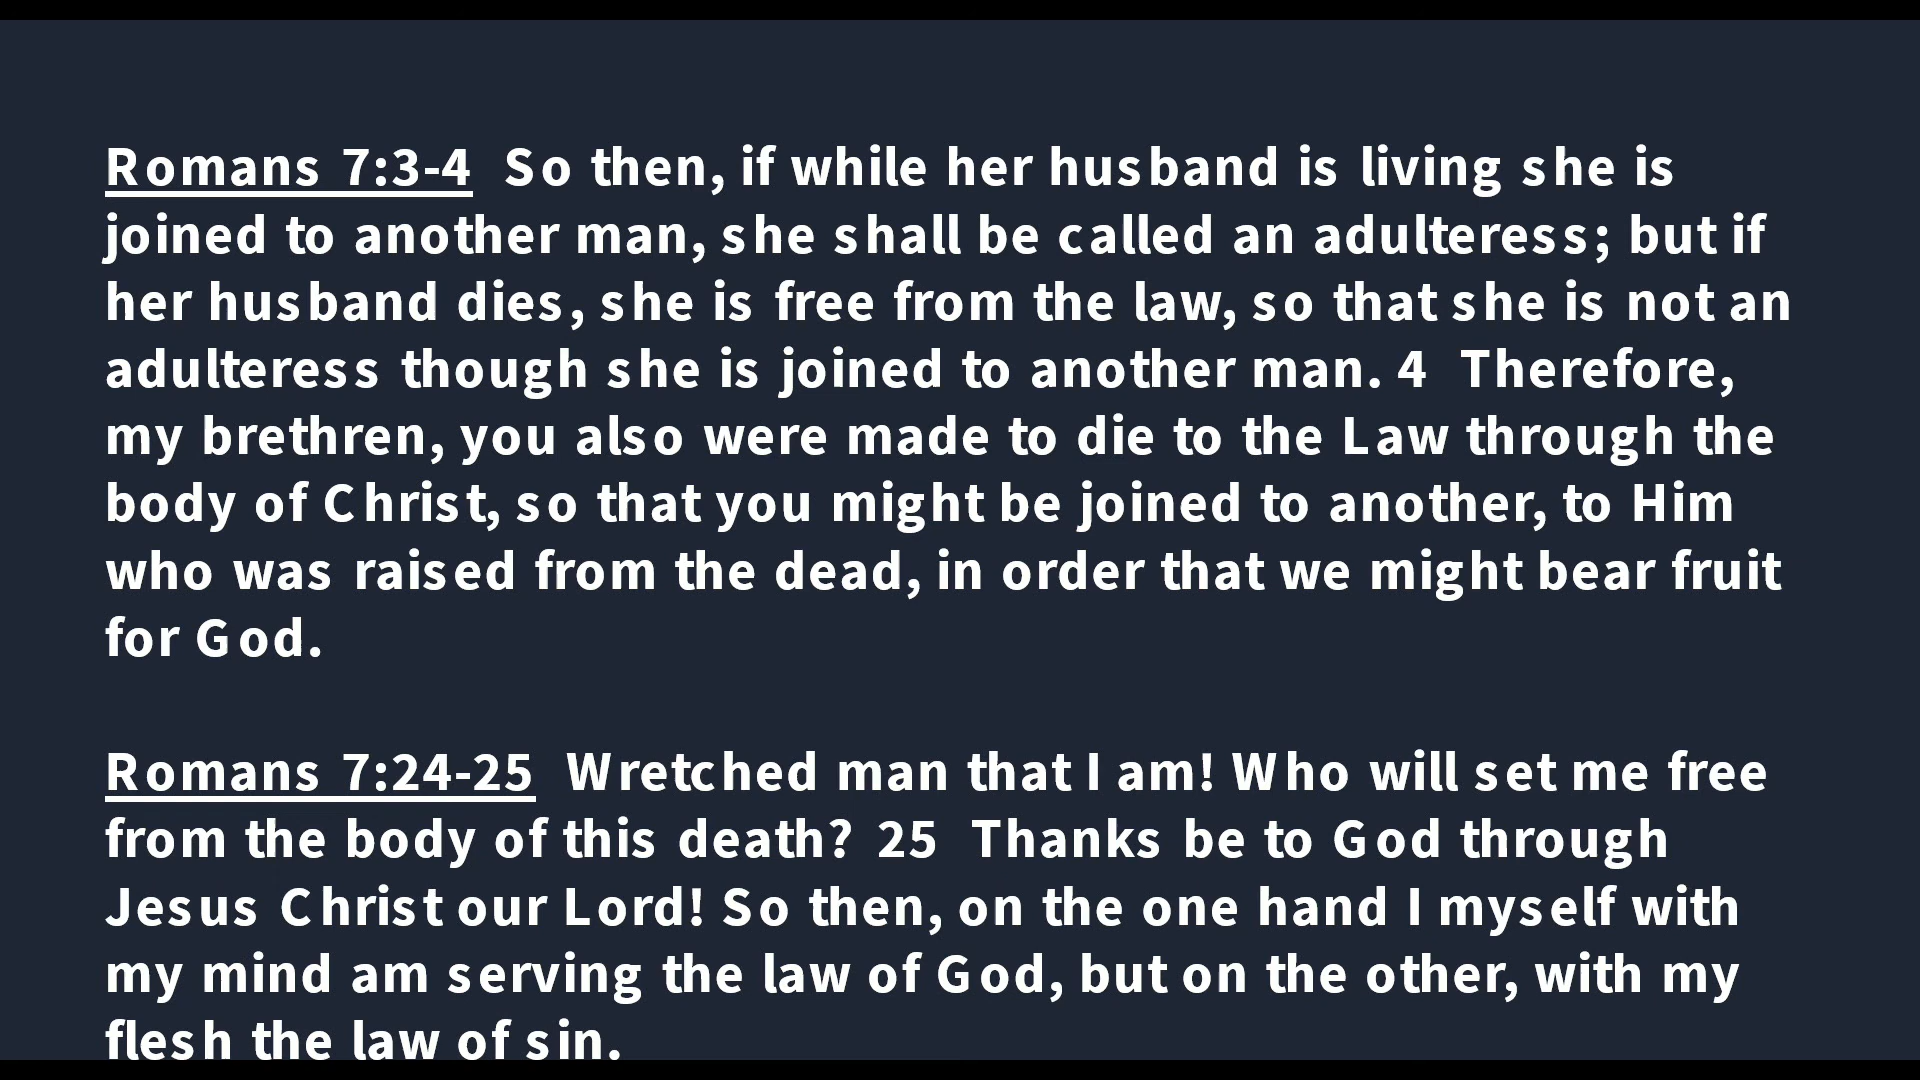 Romans 7:3-4 So then, if while her husband is living she is
joined to another man, she shall be called an adulteress; but if
her husband dies, she is free from the law, so that she is not an
adulteress though she is joined to another man. 4 Therefore,
my brethren, you also were made to die to the Law through the
body of Christ, so that you might be joined to another, to Him
who was raised from the dead, in order that we might bear fruit
for God.
Romans 7:24-25 Wretched man that I am! Who will set me free
from the body of this death? 25 Thanks be to God through
Jesus Christ our Lord! So then, on the one hand I myself with
my mind am serving the law of God, but on the other, with my
flesh the law of sin.